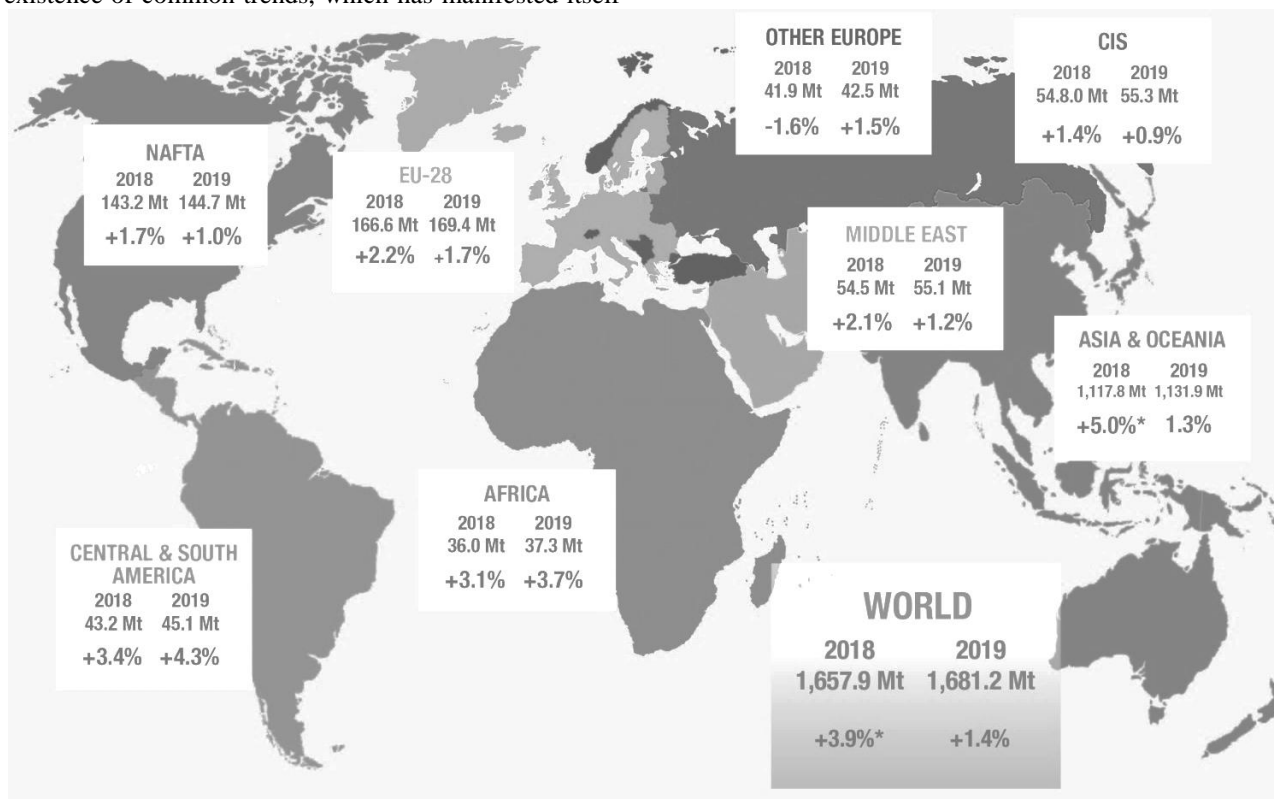 existence of common trends, which has manifested itself
OTHER EUROPE
2018 2019
41.9 Mt 42.5 Mt
-1.6% +1.5%
CIS
2018 2019
54.8.0 Mt 55.3 Mt
+1.4% +0.9%
NAFTA
2018 2019
143.2 Mt 144.7 Mt
+1.7% +1.0%
EU-28
2018 2019
166.6 Mt 169.4 Mt
+2.2% +1.7%
MIDDLE EAST
2018 2019
54.5 Mt 55.1 Mt
+2.1% +1.2%
ASIA & OCEANIA
2018 2019
1,117.8 Mt 1,131.9 Mt
+5.0%* 1.3%
AFRICA
2018 2019
36.0 Mt 37.3 Mt
+3.1% +3.7%
CENTRAL & SOUTH
AMERICA
2018 2019
43.2 Mt 45.1 Mt
+3.4% +4.3%
WORLD
2018 2019
1,657.9 Mt 1,681.2 Mt
+3.9%* +1.4%